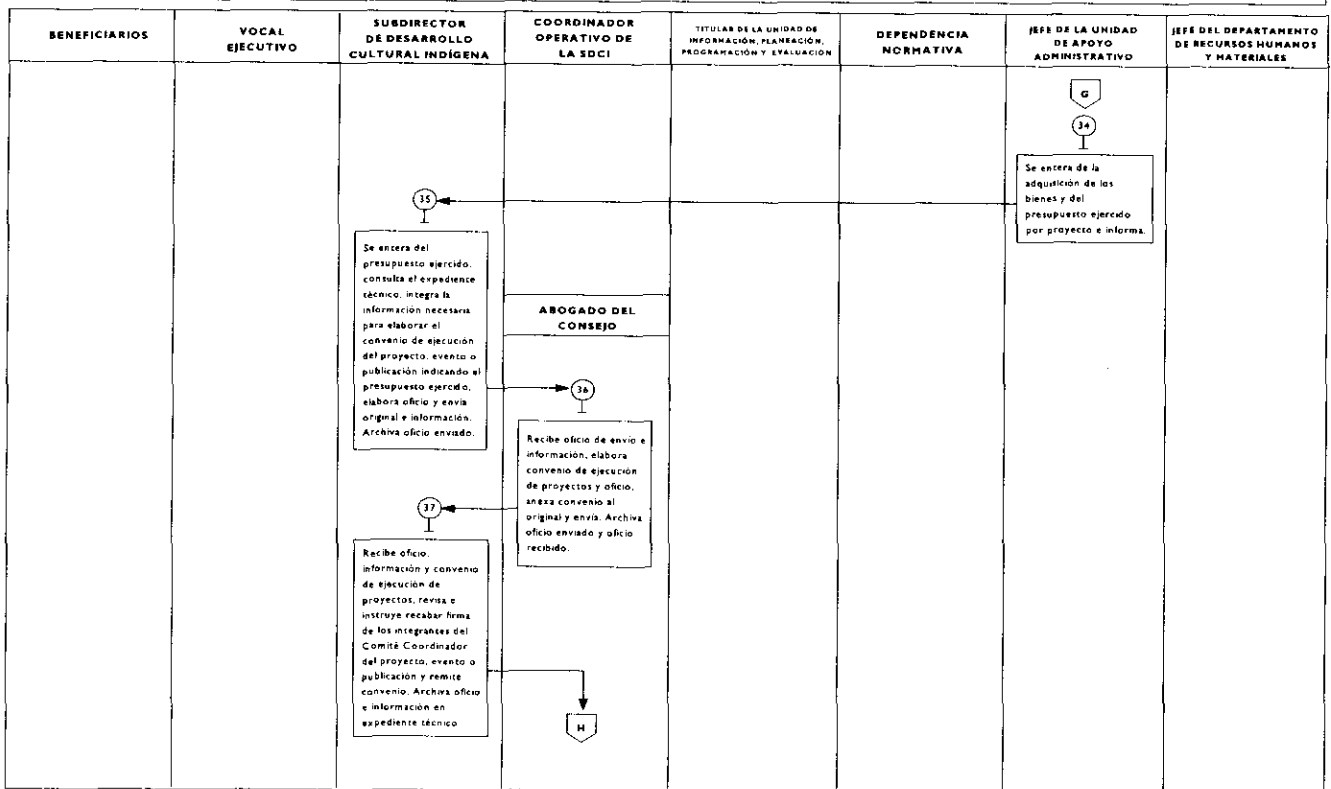 BENEFICIARIOS
VOCAL
EJECUTIVO
SUBDIRECTOR
DE DESARROLLO
CULTURAL INDÍGENA
COORDINADOR
OPERATIVO DE
LA SDCI
TITULAR DE LA UNIDAD DE
INFORMACIÓN, PLANEACIÓN,
PROGRAMACIÓN Y EVALUACIÓN
DEPENDENCIA
NORMATIVA
JEFE DE LA UNIDAD
DE APOYO
ADMINISTRATIVO
JEFE DEL DEPARTAMENTO
DE RECURSOS HUMANOS
Y MATERIALES
G
34
Se entera de la
adquisición de los
bienes y del
presupuesto ejercido
por proyecto e informa.
35
Se entera del
presupuesto ejercido,
consulta el expediente
técnico, integra la
información necesaria
para elaborar el
convenio de ejecución
del proyecto, evento o
publicación indicando el
presupuesto ejercido,
elabora oficio y envía
original e información.
Archiva oficio enviado.
ABOGADO DEL
CONSEJO
36
Recibe oficio de envío e
información, elabora
convenio de ejecución
de proyectos y oficio,
anexa convenio al
original y envía. Archiva
oficio enviado y oficio
recibido.
37
Recibe oficio,
información y convenio
de ejecución de
proyectos, revisa e
instruye recabar firma
de los integrantes del
Comité Coordinador
del proyecto, evento o
publicación y remite
convenio. Archiva oficio
e información en
expediente técnico
H